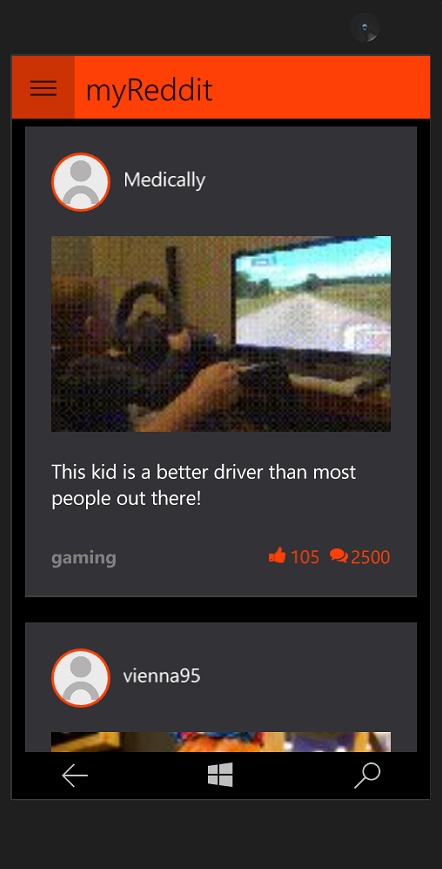 myReddit
Medically
This kid is a better driver than most
people out there!
gaming 105 2500
vienna95